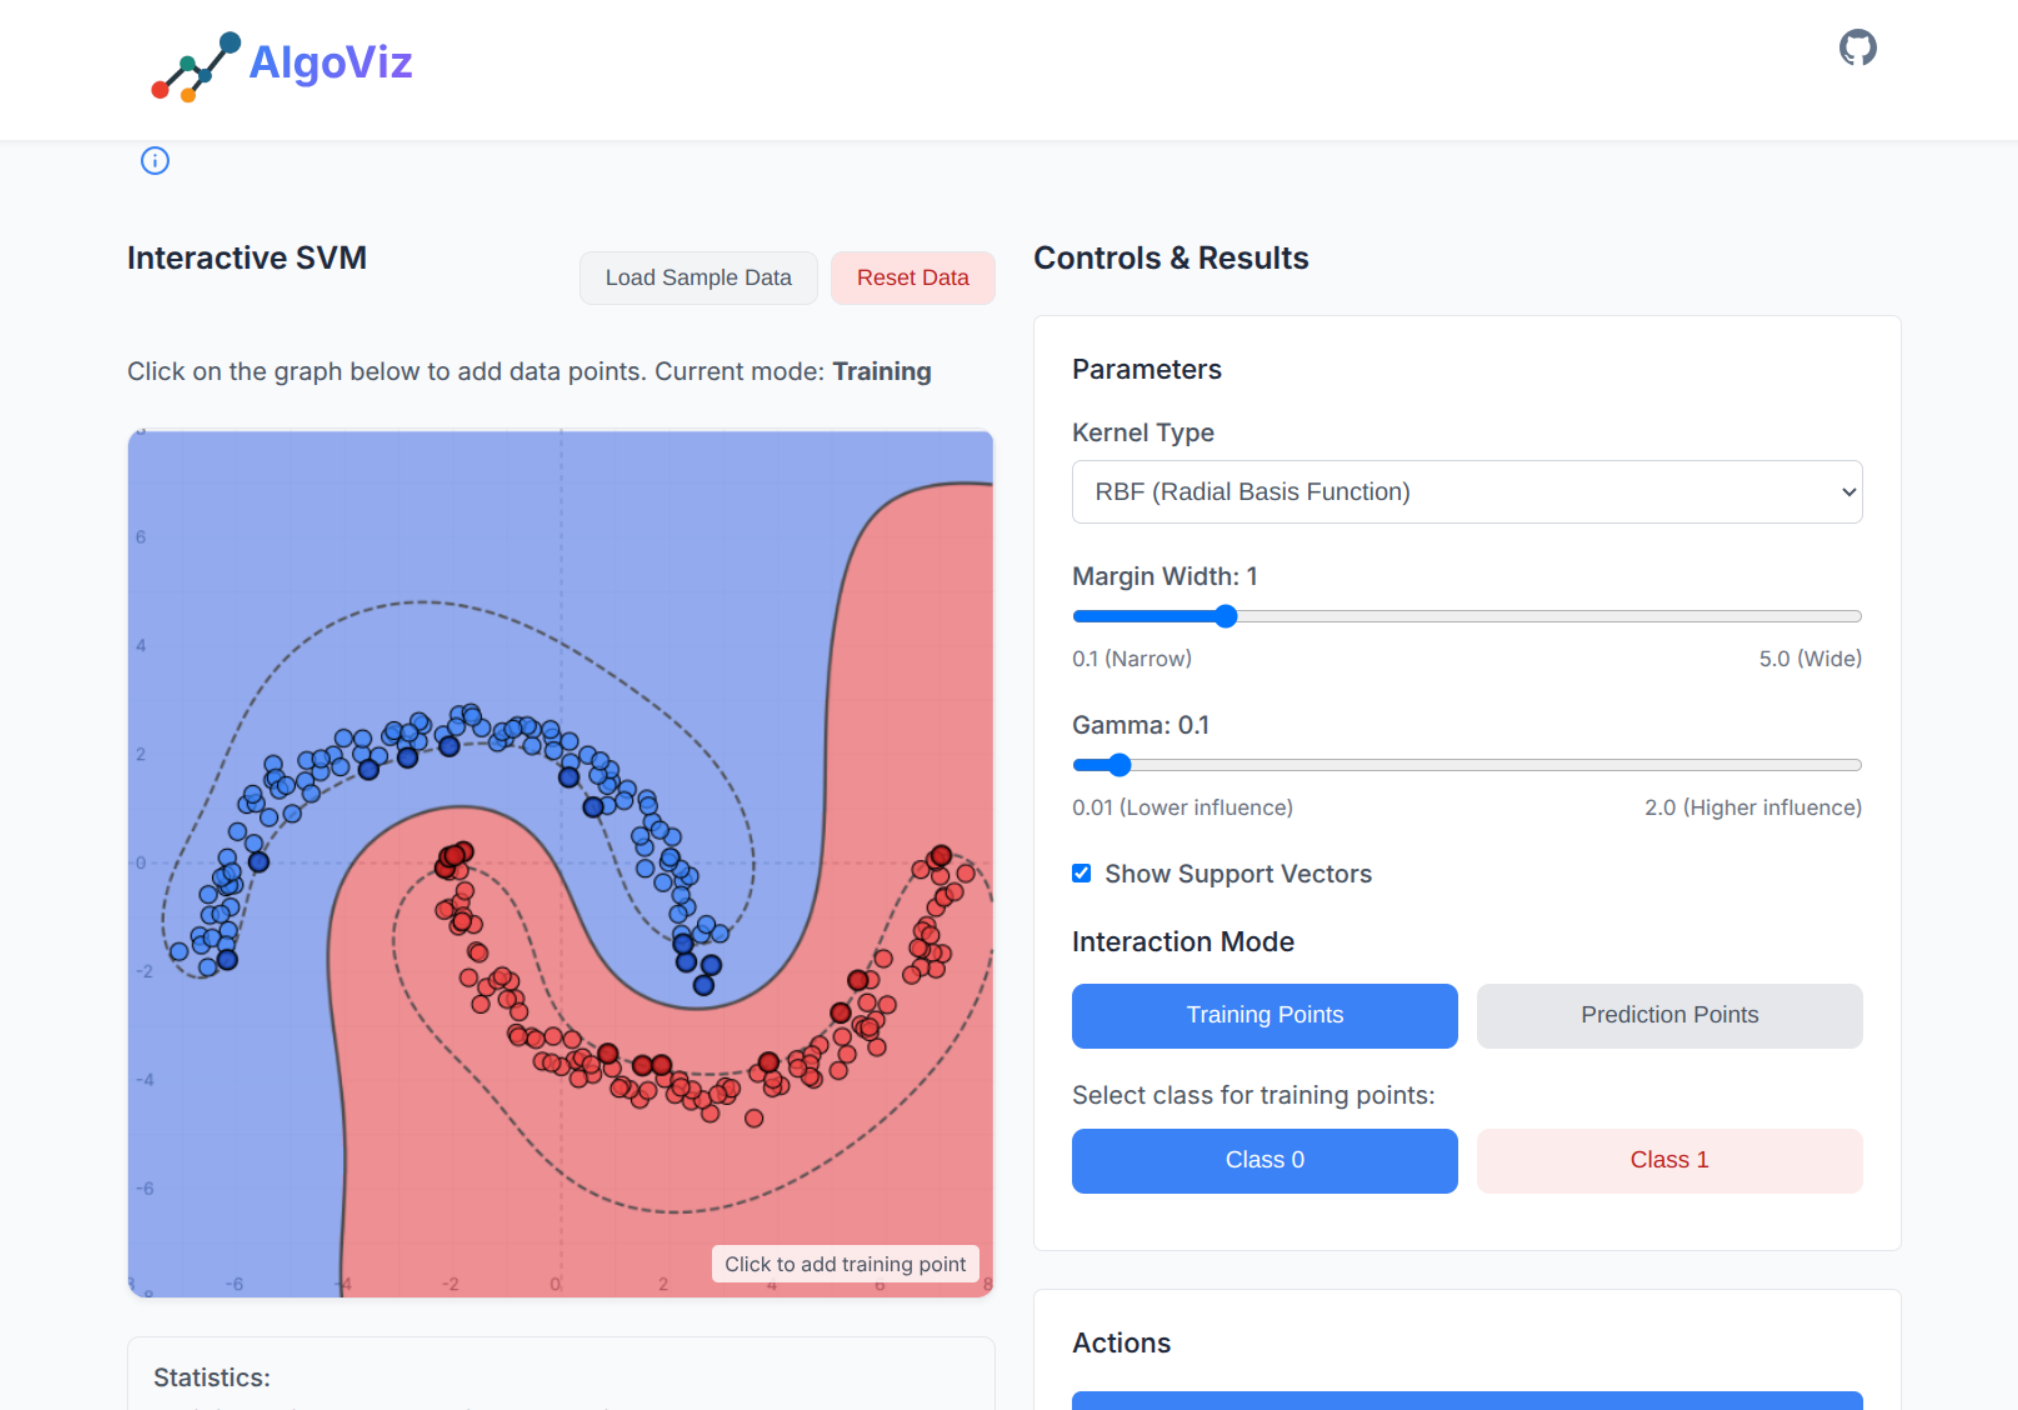 AlgoViz
Interactive SVM
Load Sample Data
Reset Data
Click on the graph below to add data points. Current mode: Training
6
4
2
0
-2
-4
-6
-6
-4
-2
0
2
4
6
8
Click to add training point
Statistics:
Controls & Results
Parameters
Kernel Type
RBF (Radial Basis Function)
Margin Width: 1
0.1 (Narrow)
5.0 (Wide)
Gamma: 0.1
0.01 (Lower influence)
2.0 (Higher influence)
Show Support Vectors
Interaction Mode
Training Points
Prediction Points
Select class for training points:
Class 0
Class 1
Actions